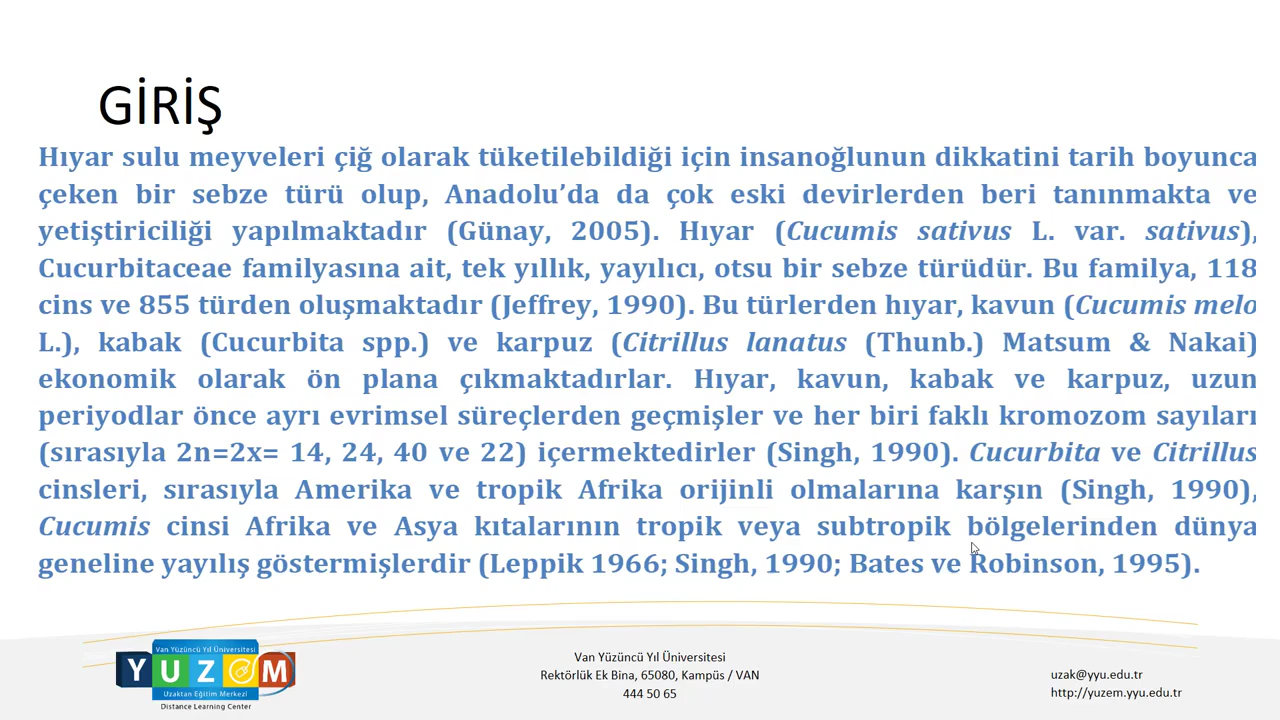 GİRİŞ
Hıyar sulu meyveleri çiğ olarak tüketilebildiği için insanoğlunun dikkatini tarih boyunca
çeken bir sebze türü olup, Anadolu’da da çok eski devirlerden beri tanınmakta ve
yetiştiriciliği yapılmaktadır (Günay, 2005). Hıyar (Cucumis sativus L. var. sativus),
Cucurbitaceae familyasına ait, tek yıllık, yayılıcı, otsu bir sebze türüdür. Bu familya, 118
cins ve 855 türden oluşmaktadır (Jeffrey, 1990). Bu türlerden hıyar, kavun (Cucumis melo
L.), kabak (Cucurbita spp.) ve karpuz (Citrillus lanatus (Thunb.) Matsum & Nakai)
ekonomik olarak ön plana çıkmaktadırlar. Hıyar, kavun, kabak ve karpuz, uzun
periyodlar önce ayrı evrimsel süreçlerden geçmişler ve her biri faklı kromozom sayıları
(sırasıyla 2n=2x= 14, 24, 40 ve 22) içermektedirler (Singh, 1990). Cucurbita ve Citrillus
cinsleri, sırasıyla Amerika ve tropik Afrika orijinli olmalarına karşın (Singh, 1990),
Cucumis cinsi Afrika ve Asya kıtalarının tropik veya subtropik bölgelerinden dünya
geneline yayılış göstermişlerdir (Leppik 1966; Singh, 1990; Bates ve Robinson, 1995).
Van Yüzüncü Yıl Üniversitesi
YUZEM
Uzaktan Eğitim Merkezi
Distance Learning Center
Van Yüzüncü Yıl Üniversitesi
Rektörlük Ek Bina, 65080, Kampüs / VAN
444 50 65
uzak@yyu.edu.tr
http://yuzem.yyu.edu.tr